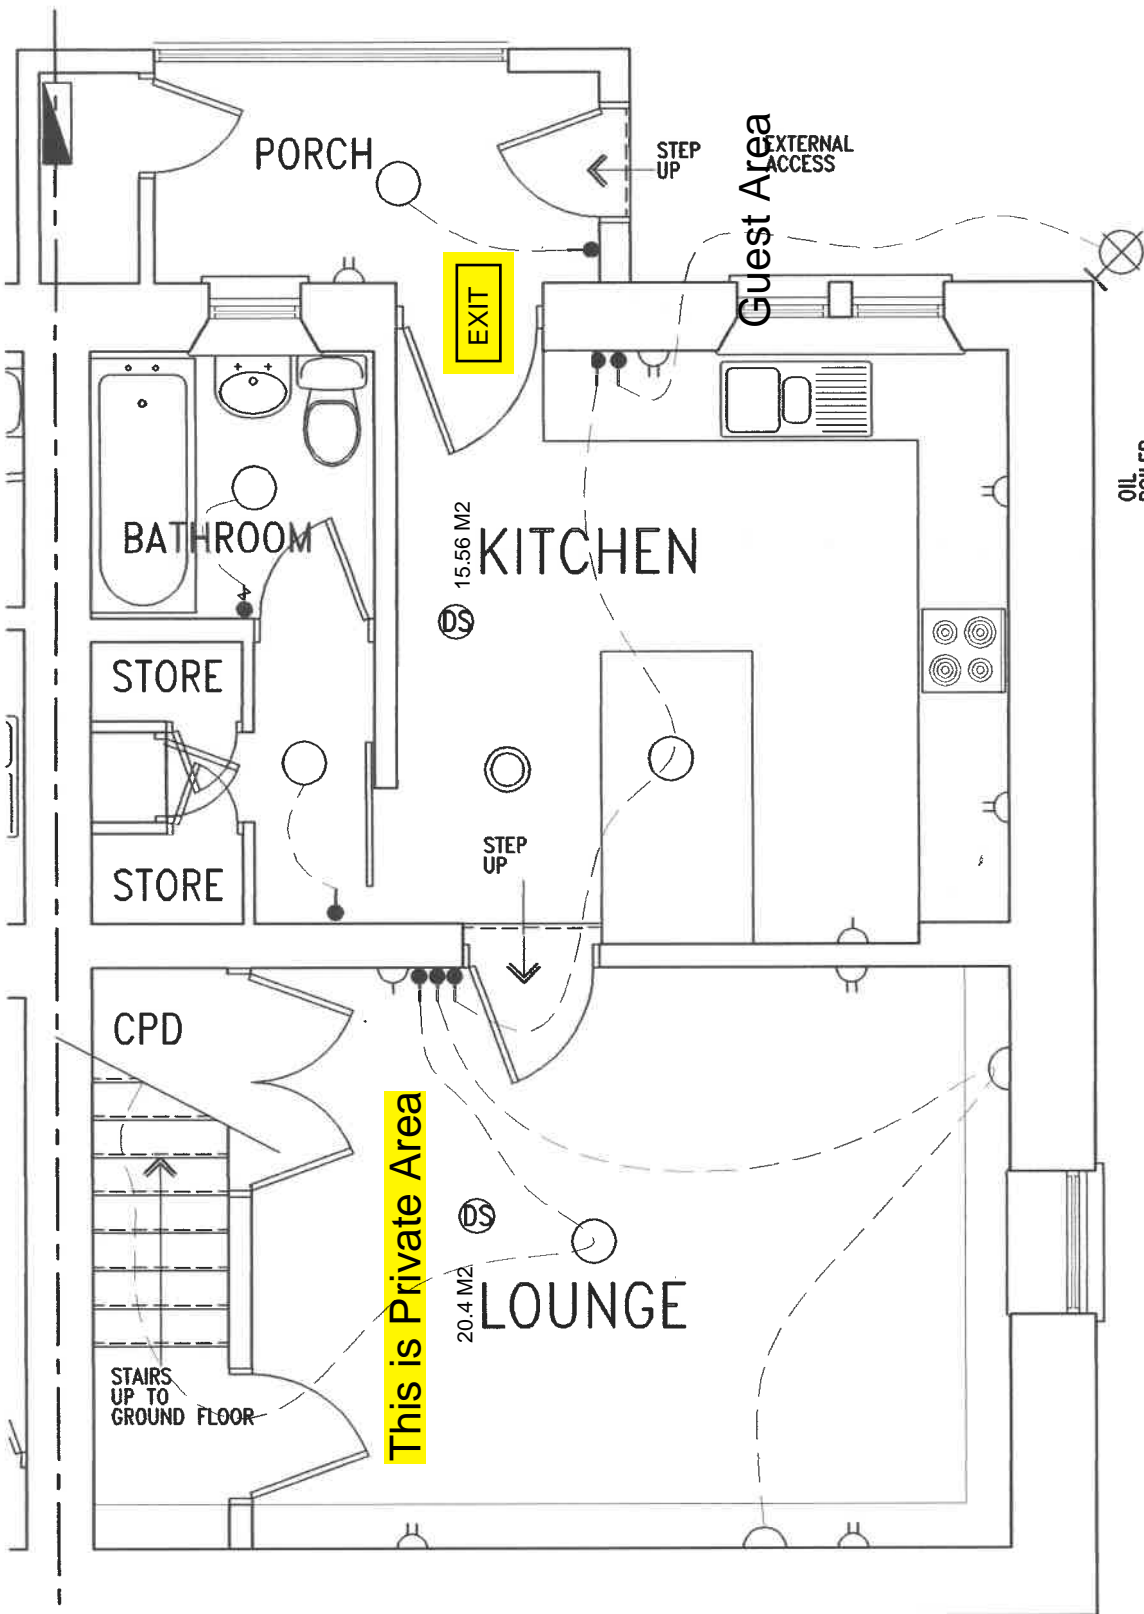 PORCH
STEP
UP
EXTERNAL
ACCESS
Guest Area
EXIT
OIL
BOILER
BATHROOM
15.56 M2
KITCHEN
DS
STORE
STORE
STEP
UP
CPD
This is Private Area
DS
20.4 M2
LOUNGE
STAIRS
UP TO
GROUND FLOOR